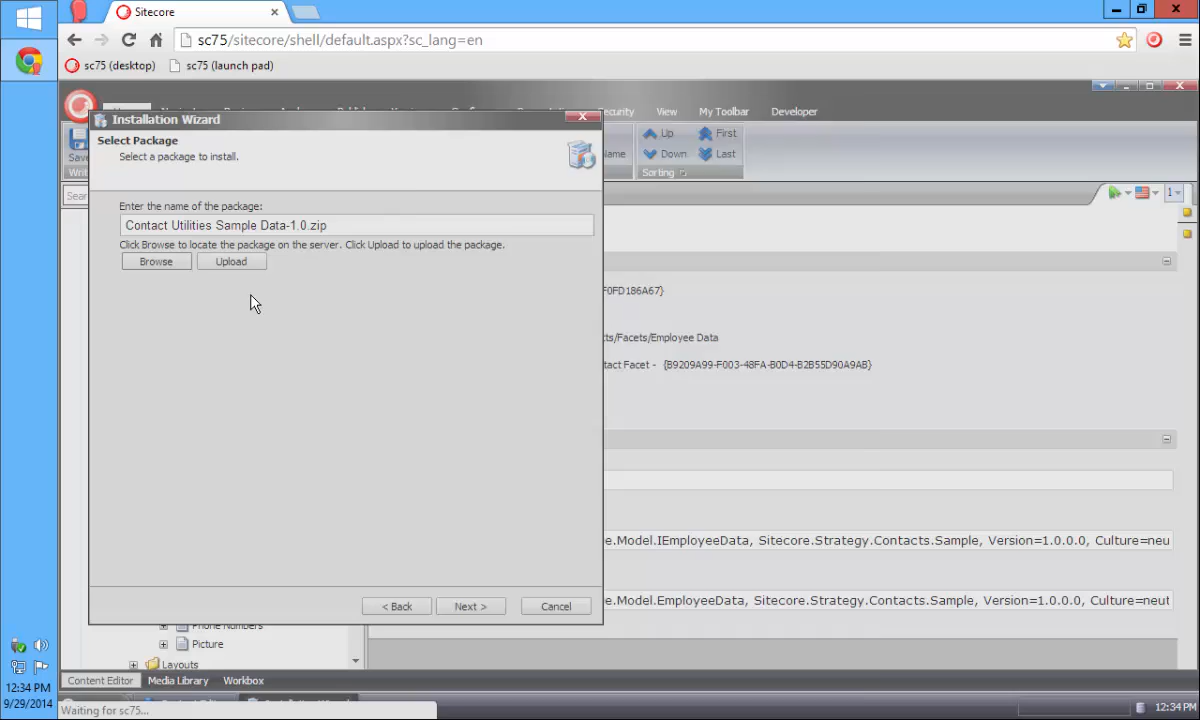 Sitecore
sc75/sitecore/shell/default.aspx?sc_lang=en
sc75 (desktop) sc75 (launch pad)
Installation Wizard
Security View My Toolbar Developer
Select Package
Select a package to install.
Save
Up First
Name Down Last
Sorting
Enter the name of the package:
Contact Utilities Sample Data-1.0.zip
Click Browse to locate the package on the server. Click Upload to upload the package.
Browse Upload
F0FD186A67}
ts/Facets/Employee Data
tact Facet - {B9209A99-F003-48FA-B0D4-B2B55D90A9AB}
e.Model.IEmployeeData, Sitecore.Strategy.Contacts.Sample, Version=1.0.0.0, Culture=neu
e.Model.EmployeeData, Sitecore.Strategy.Contacts.Sample, Version=1.0.0.0, Culture=neut
< Back Next > Cancel
Phone Numbers
Picture
Layouts
Content Editor Media Library Workbox
Waiting for sc75...
12:34 PM
12:34 PM
9/29/2014